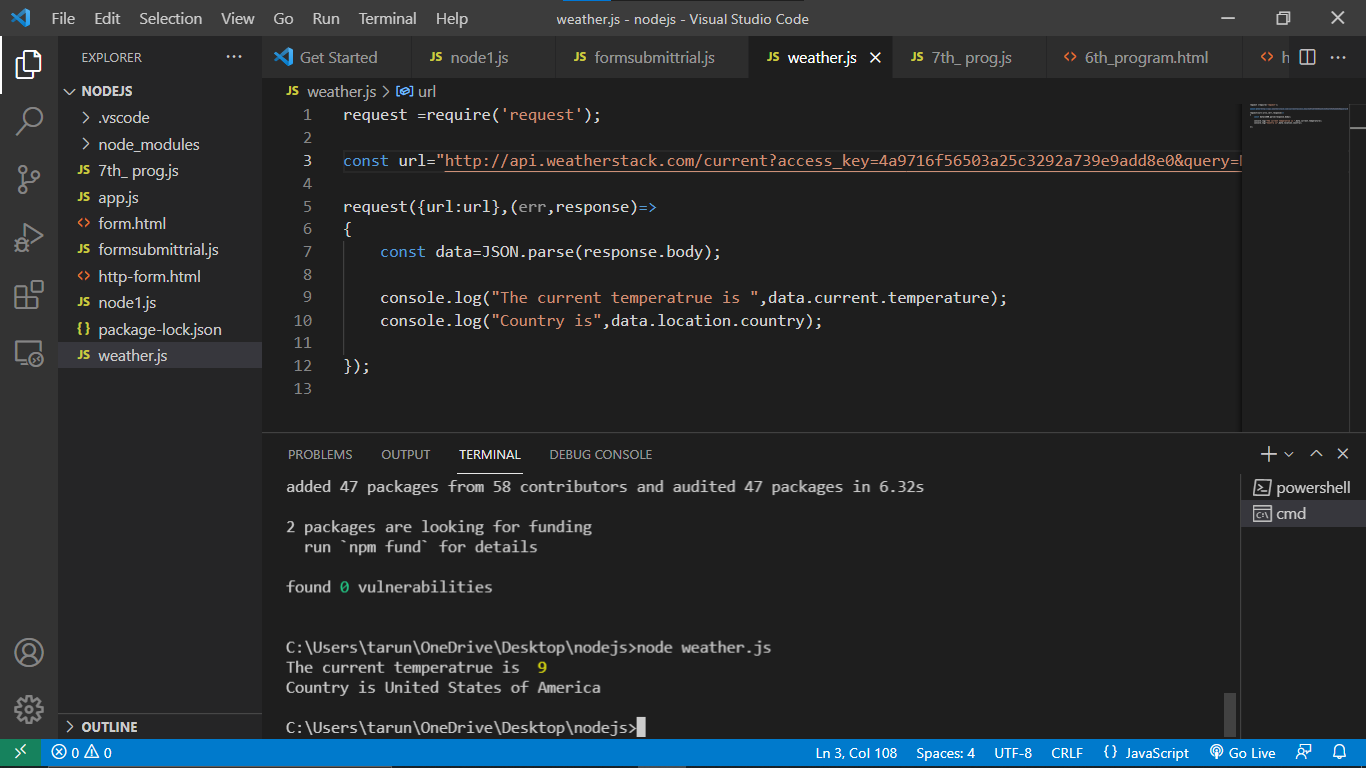 File Edit Selection View Go Run Terminal Help weather.js - nodejs - Visual Studio Code
EXPLORER ···
NODEJS
.vscode
node_modules
JS 7th_ prog.js
JS app.js
<> form.html
JS formsubmittrial.js
<> http-form.html
JS node1.js
{} package-lock.json
JS weather.js
OUTLINE
Get Started JS node1.js JS formsubmittrial.js JS weather.js JS 7th_ prog.js <> 6th_program.html <> h
JS weather.js > url
1 request =require('request');
2
3 const url="http://api.weatherstack.com/current?access_key=4a9716f56503a25c3292a739e9add8e0&query=
4
5 request({url:url},(err,response)=>
6 {
7 const data=JSON.parse(response.body);
8
9 console.log("The current temperatrue is ",data.current.temperature);
10 console.log("Country is",data.location.country);
11
12 });
13
PROBLEMS OUTPUT TERMINAL DEBUG CONSOLE
added 47 packages from 58 contributors and audited 47 packages in 6.32s
2 packages are looking for funding
run `npm fund` for details
found 0 vulnerabilities
C:\Users\tarun\OneDrive\Desktop\nodejs>node weather.js
The current temperatrue is  9
Country is United States of America
C:\Users\tarun\OneDrive\Desktop\nodejs>
powershell
cmd
0 0 Ln 3, Col 108 Spaces: 4 UTF-8 CRLF {} JavaScript Go Live